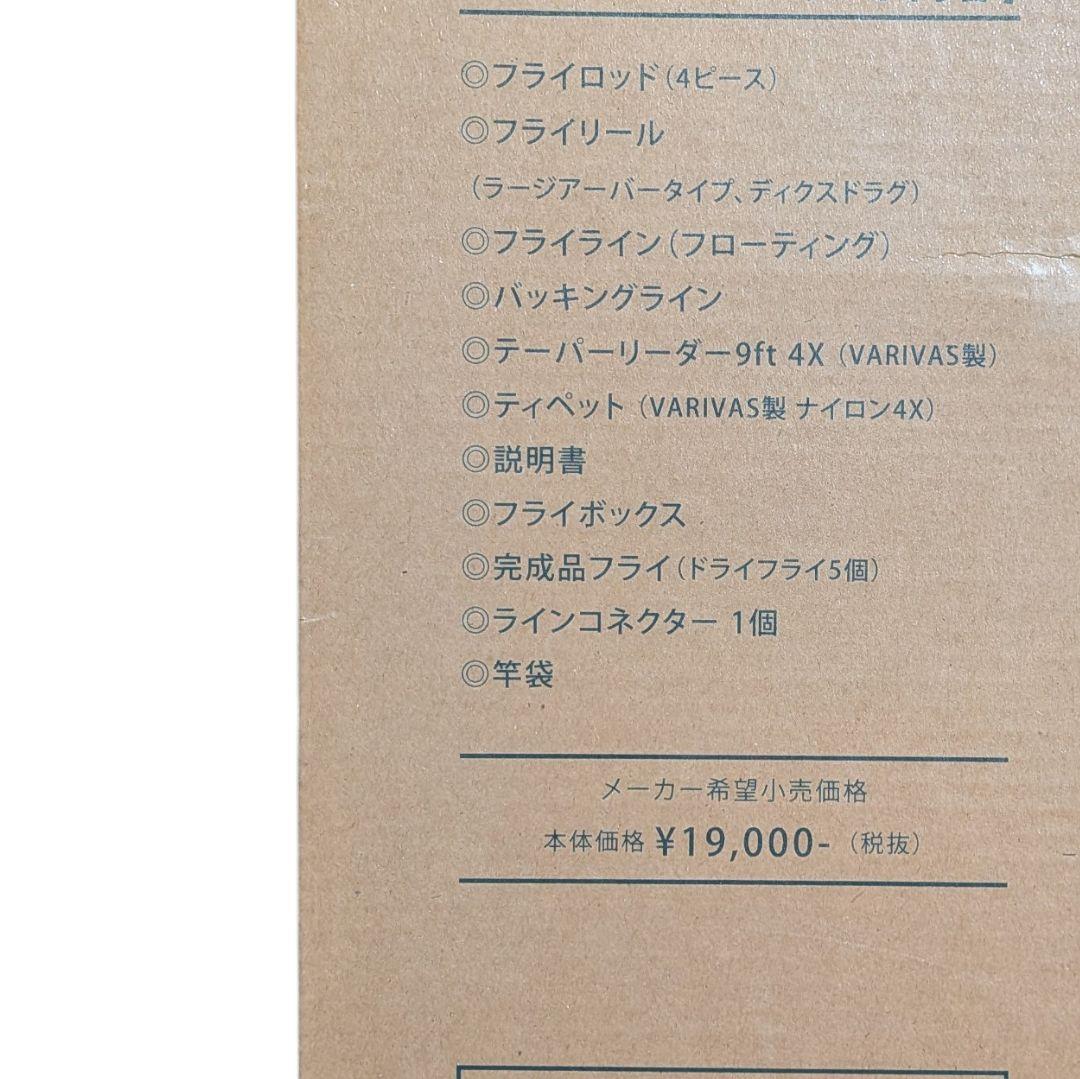 ◎フライロッド（4ピース）
◎フライリール
（ラージアーバータイプ、ディクスドラグ）
◎フライライン（フローティング）
◎バッキングライン
◎テーパーリーダー9ft 4X（VARIVAS製）
◎ティペット（VARIVAS製 ナイロン4X）
◎説明書
◎フライボックス
◎完成品フライ（ドライフライ5個）
◎ラインコネクター 1個
◎竿袋
メーカー希望小売価格
本体価格 ¥19,000-（税抜）